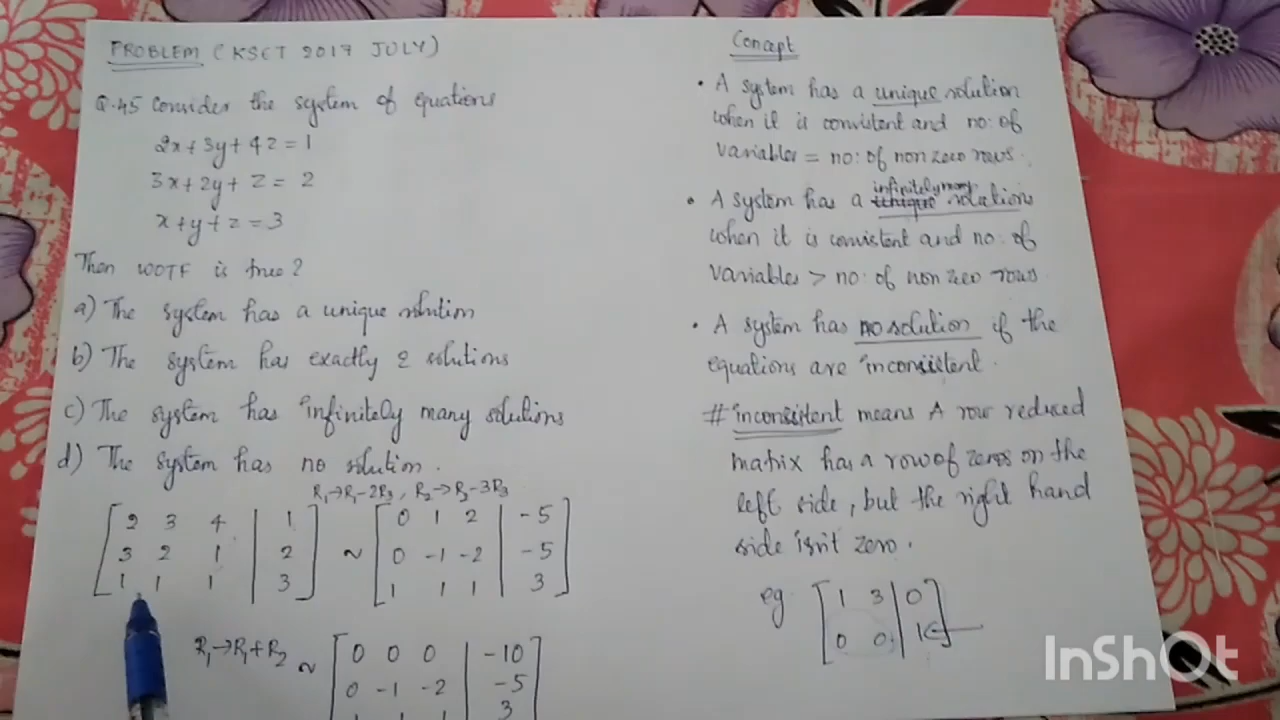 PROBLEM (KSET 2017 JULY)
Q.45 Consider the system of equations
2x+3y+4z=1
3x+2y+z=2
x+y+z=3
Then WOTF is true?
a) The system has a unique solution
b) The system has exactly 2 solutions
c) The system has infinitely many solutions
d) The system has no solution.
R1→R1-2R3, R2→R2-3R3
2 3 4 | 1 0 1 2 | -5
3 2 1 | 2 ~ 0 -1 -2 | -5
1 1 1 | 3 1 1 1 | 3
R1→R1+R2 ~ 0 0 0 | -10
0 -1 -2 | -5
1 1 1 | 3
Concept
• A system has a unique solution
when it is consistent and no: of
variables = no: of non zero rows.
infinitely many
• A system has a unique solutions
when it is consistent and no: of
variables > no: of non zero rows
• A system has no solution if the
equations are inconsistent.
# inconsistent means A row reduced
matrix has a row of zeros on the
left side, but the right hand
side isn't zero.
eg 1 3 | 0
0 0 | 1←
InShOt